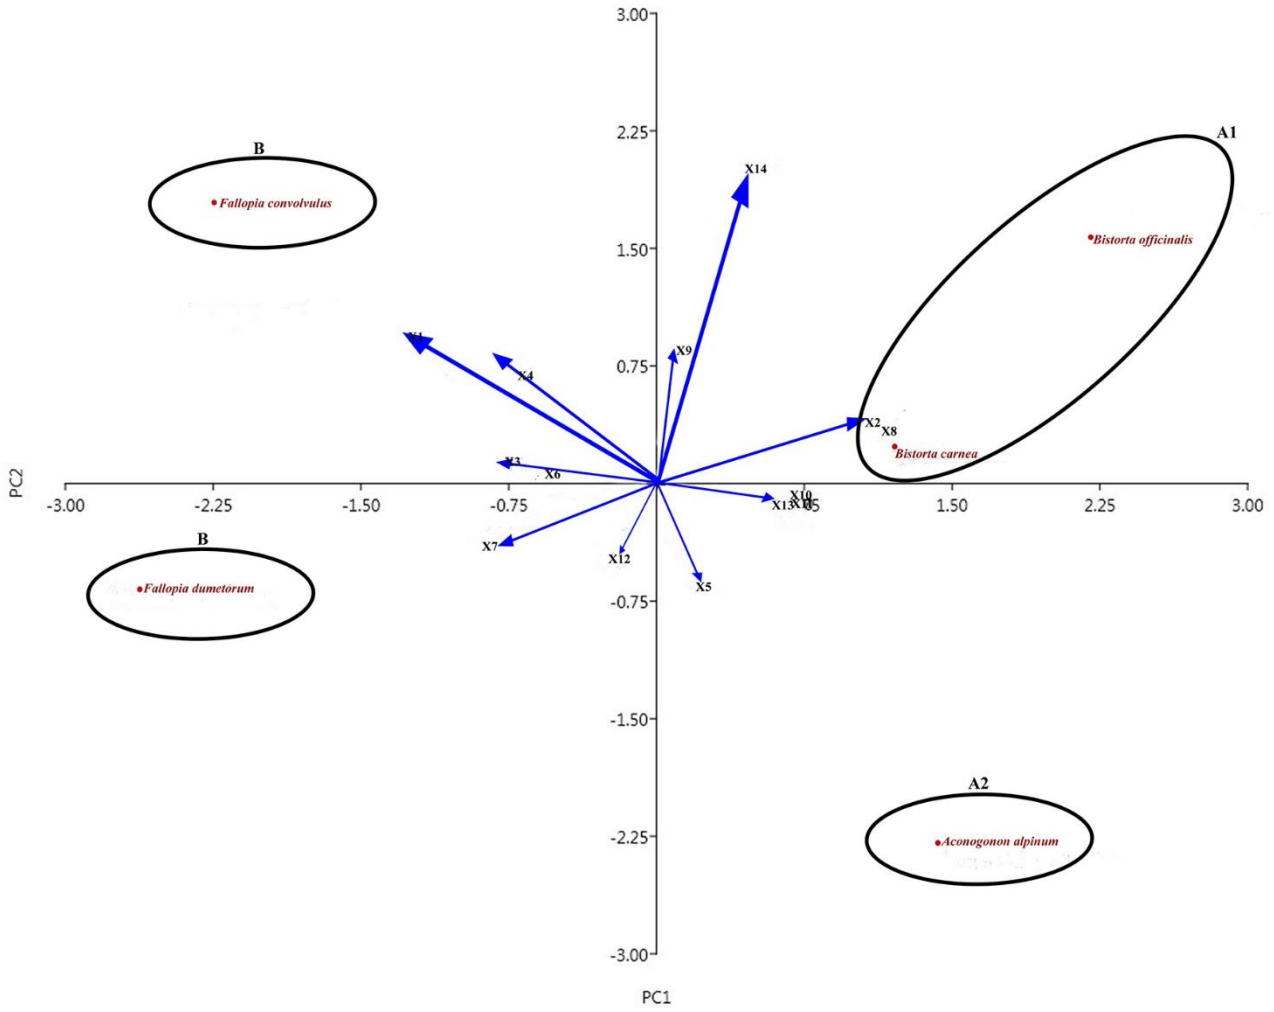 3.00
2.25
A1
B
X14
Fallopia convolvulus
Bistorta officinalis
1.50
X1
X9
0.75
X4
X2
X8
Bistorta carnea
X3
X6
PC2
-3.00
-2.25
-1.50
-0.75
X10
1.50
2.25
3.00
X13
X7
X12
X5
B
Fallopia dumetorum
-0.75
-1.50
A2
-2.25
Aconogonon alpinum
-3.00
PC1